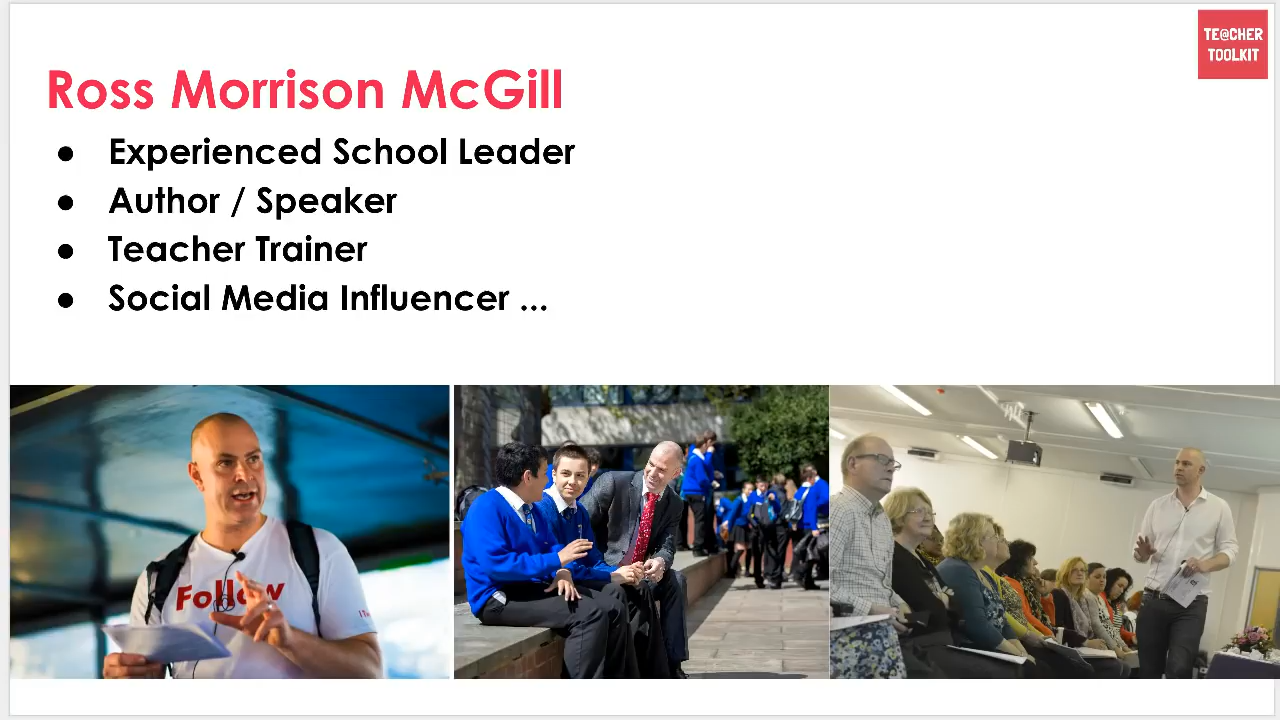 TE@CHER
TOOLKIT
Ross Morrison McGill
● Experienced School Leader
● Author / Speaker
● Teacher Trainer
● Social Media Influencer ...
Follow